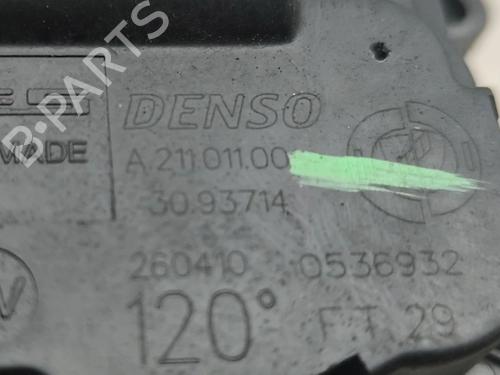 B-PARTS
DENSO
MADE
A 211.011.00
30.93714
260410 0536932
120° FT 29